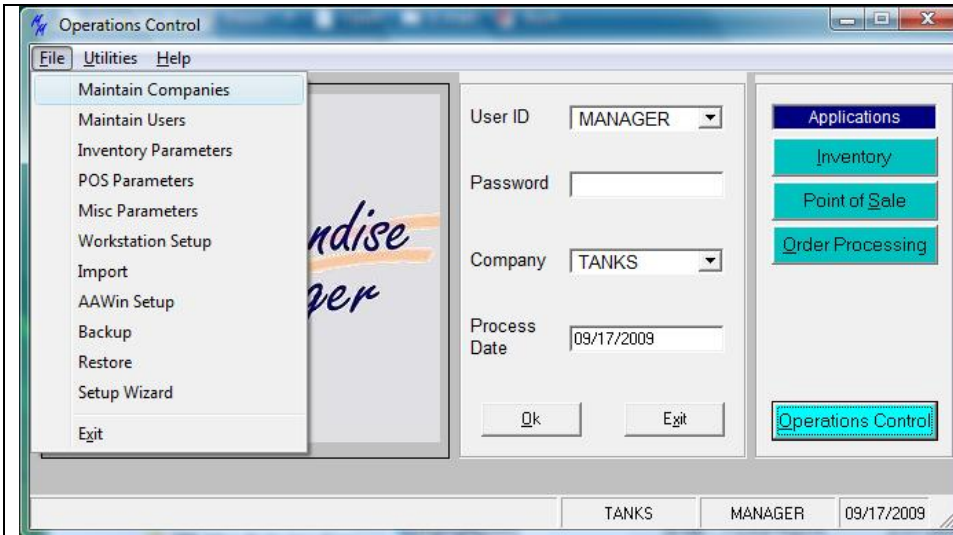 Operations Control
File Utilities Help
Maintain Companies
Maintain Users
Inventory Parameters
POS Parameters
Misc Parameters
Workstation Setup
Import
AAWin Setup
Backup
Restore
Setup Wizard
Exit
ndise
ger
User ID MANAGER
Password
Company TANKS
Process
Date 09/17/2009
Ok Exit
Applications
Inventory
Point of Sale
Order Processing
Operations Control
TANKS MANAGER 09/17/2009